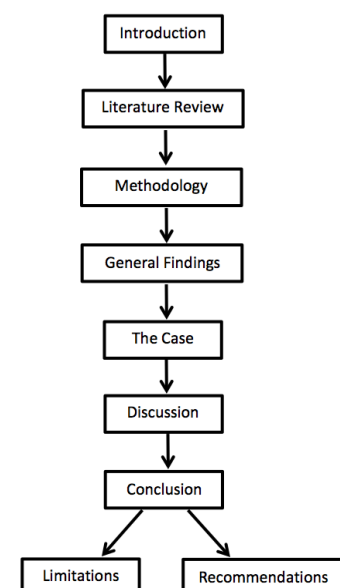 Introduction
Literature Review
Methodology
General Findings
The Case
Discussion
Conclusion
Limitations
Recommendations